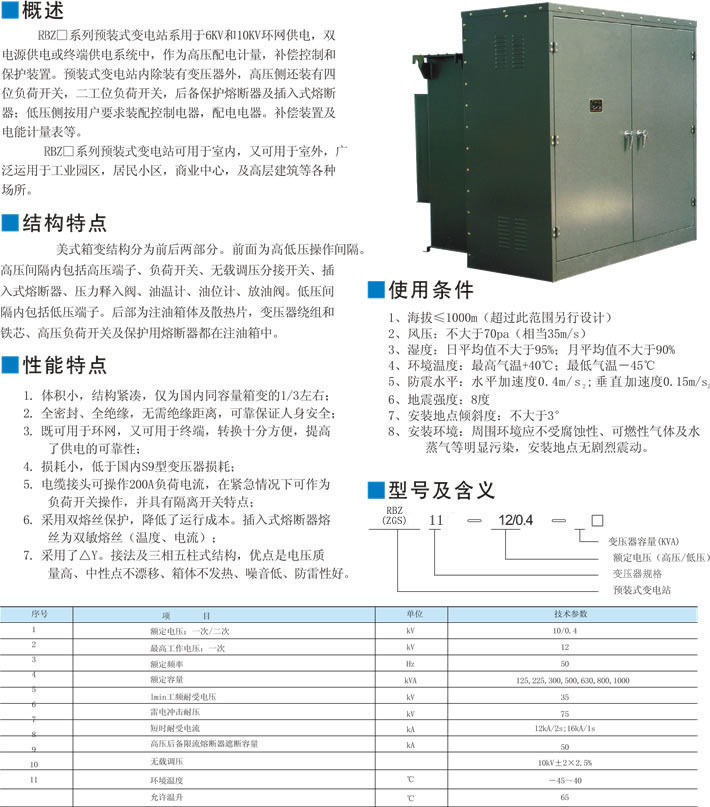 概述
RBZ□系列预装式变电站系用于6KV和10KV环网供电，双
电源供电或终端供电系统中，作为高压配电计量，补偿控制和
保护装置。预装式变电站内除装有变压器外，高压侧还装有四
位负荷开关，二工位负荷开关，后备保护熔断器及插入式熔断
器；低压侧按用户要求装配控制电器，配电电器。补偿装置及
电能计量表等。
RBZ□系列预装式变电站可用于室内，又可用于室外，广
泛运用于工业园区，居民小区，商业中心，及高层建筑等各种
场所。
结构特点
美式箱变结构分为前后两部分。前面为高低压操作间隔。
高压间隔内包括高压端子、负荷开关、无载调压分接开关、插
入式熔断器、压力释入阀、油温计、油位计、放油阀。低压间
隔内包括低压端子。后部为注油箱体及散热片，变压器绕组和
铁芯、高压负荷开关及保护用熔断器都在注油箱中。
性能特点
1. 体积小，结构紧凑，仅为国内同容量箱变的1/3左右；
2. 全密封、全绝缘，无需绝缘距离，可靠保证人身安全；
3. 既可用于环网，又可用于终端，转换十分方便，提高
了供电的可靠性；
4. 损耗小，低于国内S9型变压器损耗；
5. 电缆接头可操作200A负荷电流，在紧急情况下可作为
负荷开关操作，并具有隔离开关特点；
6. 采用双熔丝保护，降低了运行成本。插入式熔断器熔
丝为双敏熔丝（温度、电流）；
7. 采用了△Y。接法及三相五柱式结构，优点是电压质
量高、中性点不漂移、箱体不发热、噪音低、防雷性好。
使用条件
1、海拔≤1000m（超过此范围另行设计）
2、风压：不大于70pa（相当35m/s）
3、湿度：日平均值不大于95%；月平均值不大于90%
4、环境温度：最高气温+40℃；最低气温－45℃
5、防震水平：水平加速度0.4m/s2;垂直加速度0.15m/s2
6、地震强度：8度
7、安装地点倾斜度：不大于3°
8、安装环境：周围环境应不受腐蚀性、可燃性气体及水
蒸气等明显污染，安装地点无剧烈震动。
型号及含义
RBZ
(ZGS) 11 — 12/0.4 — □
变压器容量(KVA)
额定电压（高压/低压）
变压器规格
预装式变电站
序号 项 目 单位 技术参数
1 额定电压：一次/二次 kV 10/0.4
2 最高工作电压：一次 kV 12
3 额定频率 Hz 50
4 额定容量 kVA 125,225,300,500,630,800,1000
5 1min工频耐受电压 kV 35
6 雷电冲击耐压 kV 75
7 短时耐受电流 kA 12kA/2s;16kA/1s
8 高压后备限流熔断器遮断容量 kA 50
9 无载调压 10kV±2×2.5%
10 环境温度 ℃ －45～40
11 允许温升 ℃ 65